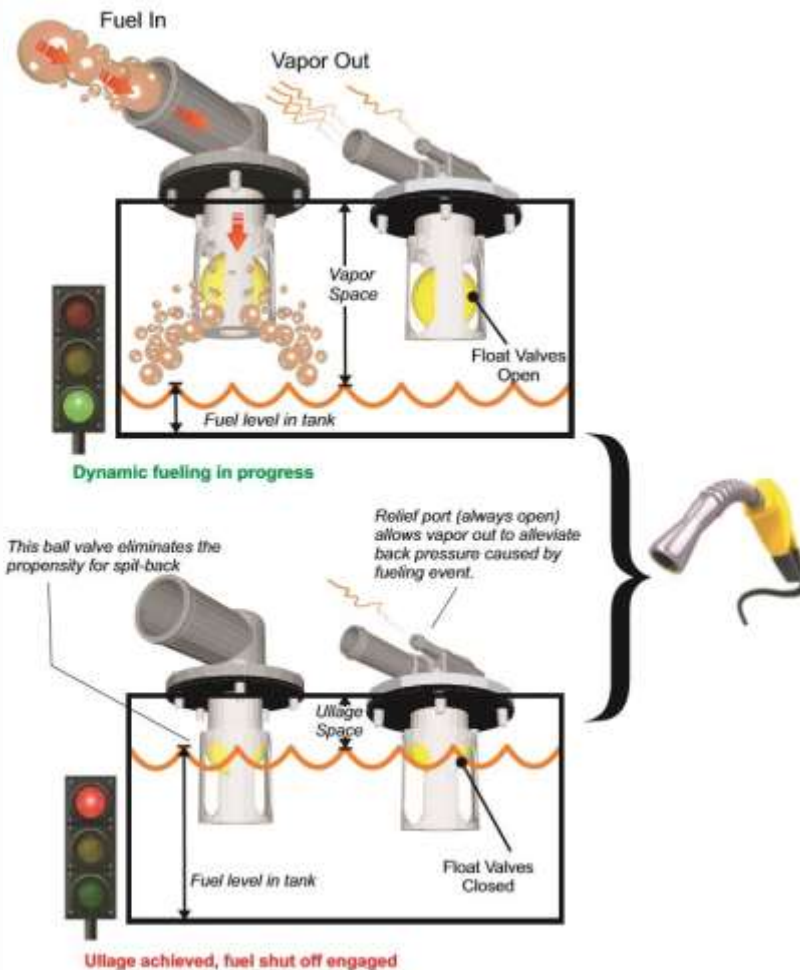 Fuel In
Vapor Out
Vapor
Space
Float Valves
Open
Fuel level in tank
Dynamic fueling in progress
This ball valve eliminates the
propensity for spit-back
Relief port (always open)
allows vapor out to alleviate
back pressure caused by
fueling event.
Ullage
Space
Fuel level in tank
Float Valves
Closed
Ullage achieved, fuel shut off engaged